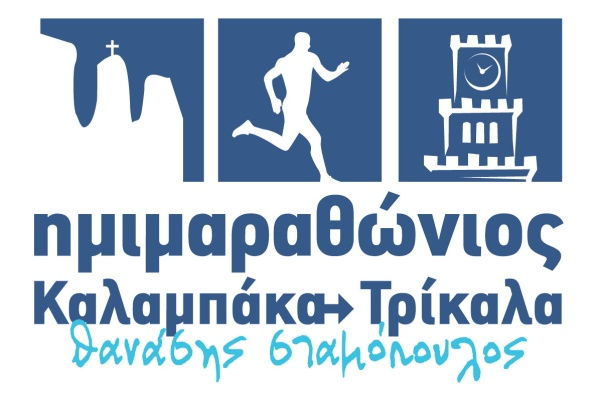 ημιμαραθώνιος
Καλαμπάκα→Τρίκαλα
θανάσης σταμόπουλος